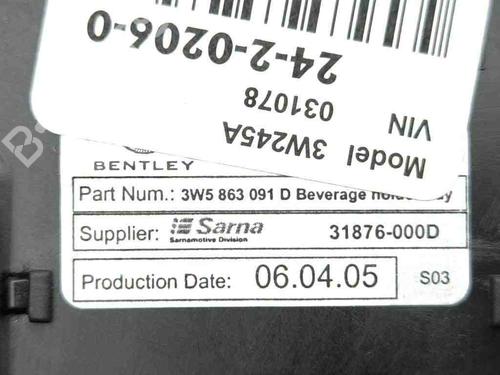 24-2-0206-0
031078
VIN
Model 3W245A
BENTLEY
Part Num.: 3W5 863 091 D Beverage
Supplier: Sarna 31876-000D
Sarnamotive Division
Production Date: 06.04.05 S03